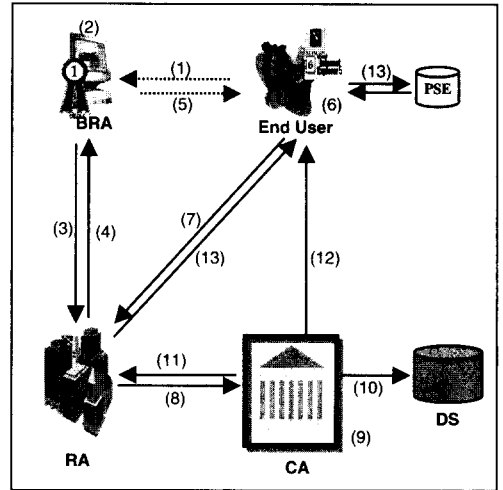 (2)
1
(1)
(5)
BRA
(6)
End User
(13)
PSE
(3)
(4)
(7)
(13)
(12)
(11)
(8)
(10)
(9)
RA
CA
DS